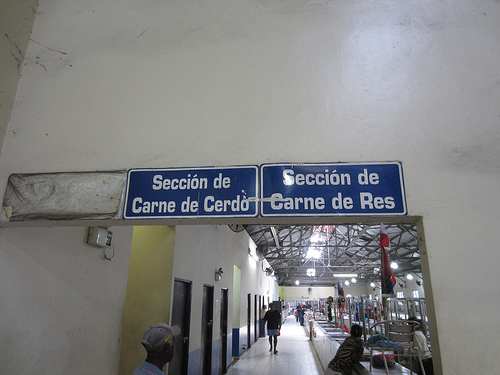 Sección de
Carne de Cerdo
Sección de
Carne de Res